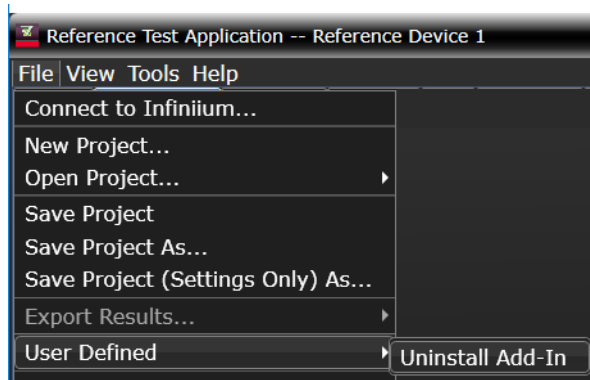 Reference Test Application -- Reference Device 1
File View Tools Help
Connect to Infiniium...
New Project...
Open Project...
Save Project
Save Project As...
Save Project (Settings Only) As...
Export Results...
User Defined
Uninstall Add-In